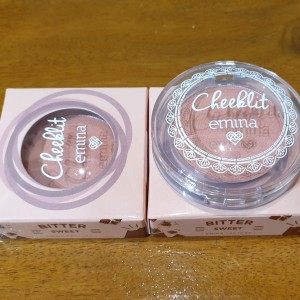 Cheeklit
emina
BITTER
SWEET
Cheeklit
emina
BITTER
SWEET